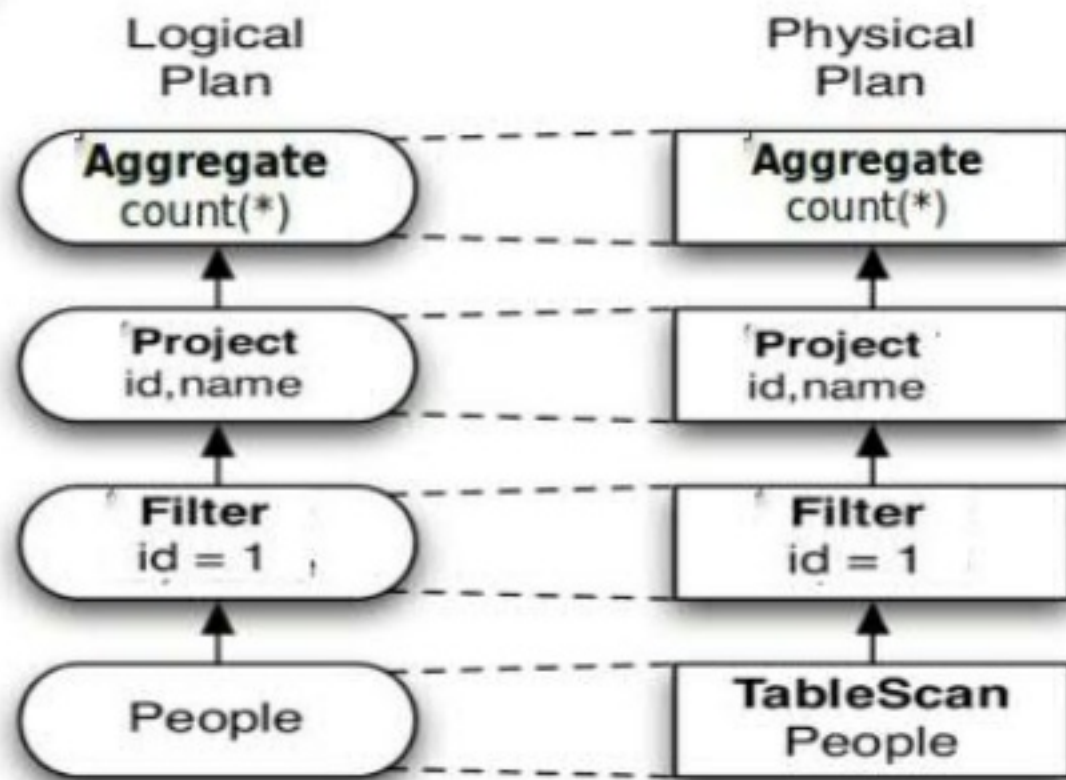 Logical
Plan
Aggregate
count(*)
Project
id,name
Filter
id = 1
People
Physical
Plan
Aggregate
count(*)
Project
id,name
Filter
id = 1
TableScan
People